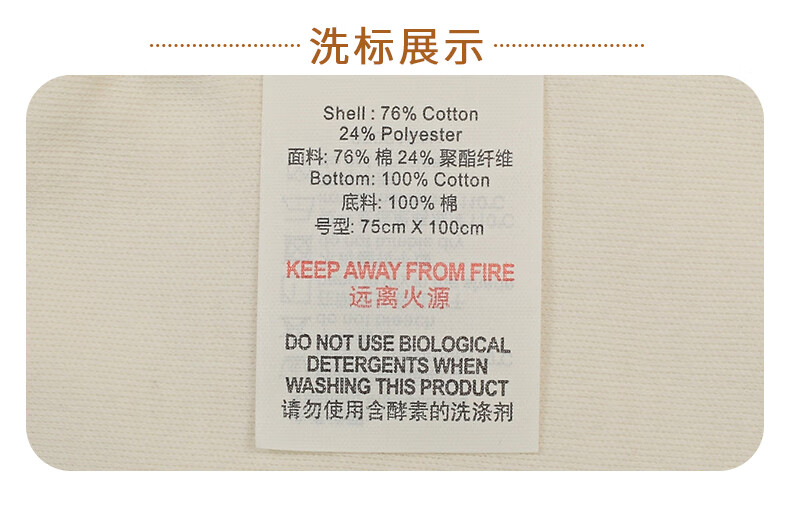 洗标展示
Shell : 76% Cotton
24% Polyester
面料: 76% 棉 24% 聚酯纤维
Bottom: 100% Cotton
底料: 100% 棉
号型: 75cm X 100cm
KEEP AWAY FROM FIRE
远离火源
DO NOT USE BIOLOGICAL
DETERGENTS WHEN
WASHING THIS PRODUCT
请勿使用含酵素的洗涤剂